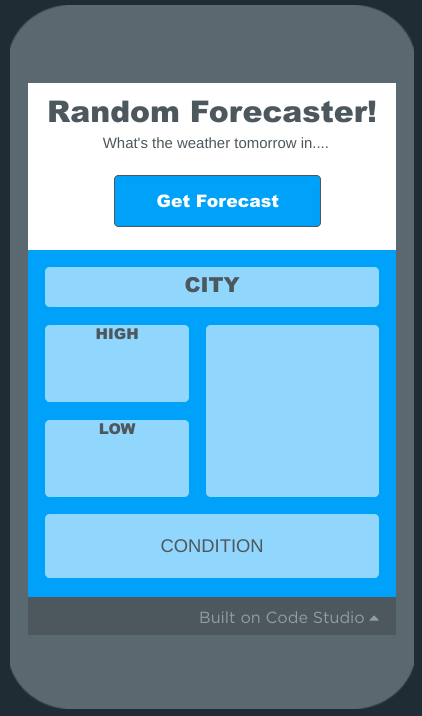 Random Forecaster!
What's the weather tomorrow in....
Get Forecast
CITY
HIGH
LOW
CONDITION
Built on Code Studio